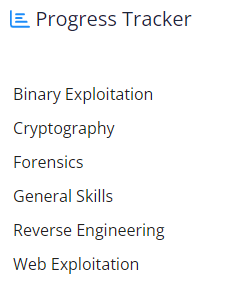 Progress Tracker
Binary Exploitation
Cryptography
Forensics
General Skills
Reverse Engineering
Web Exploitation